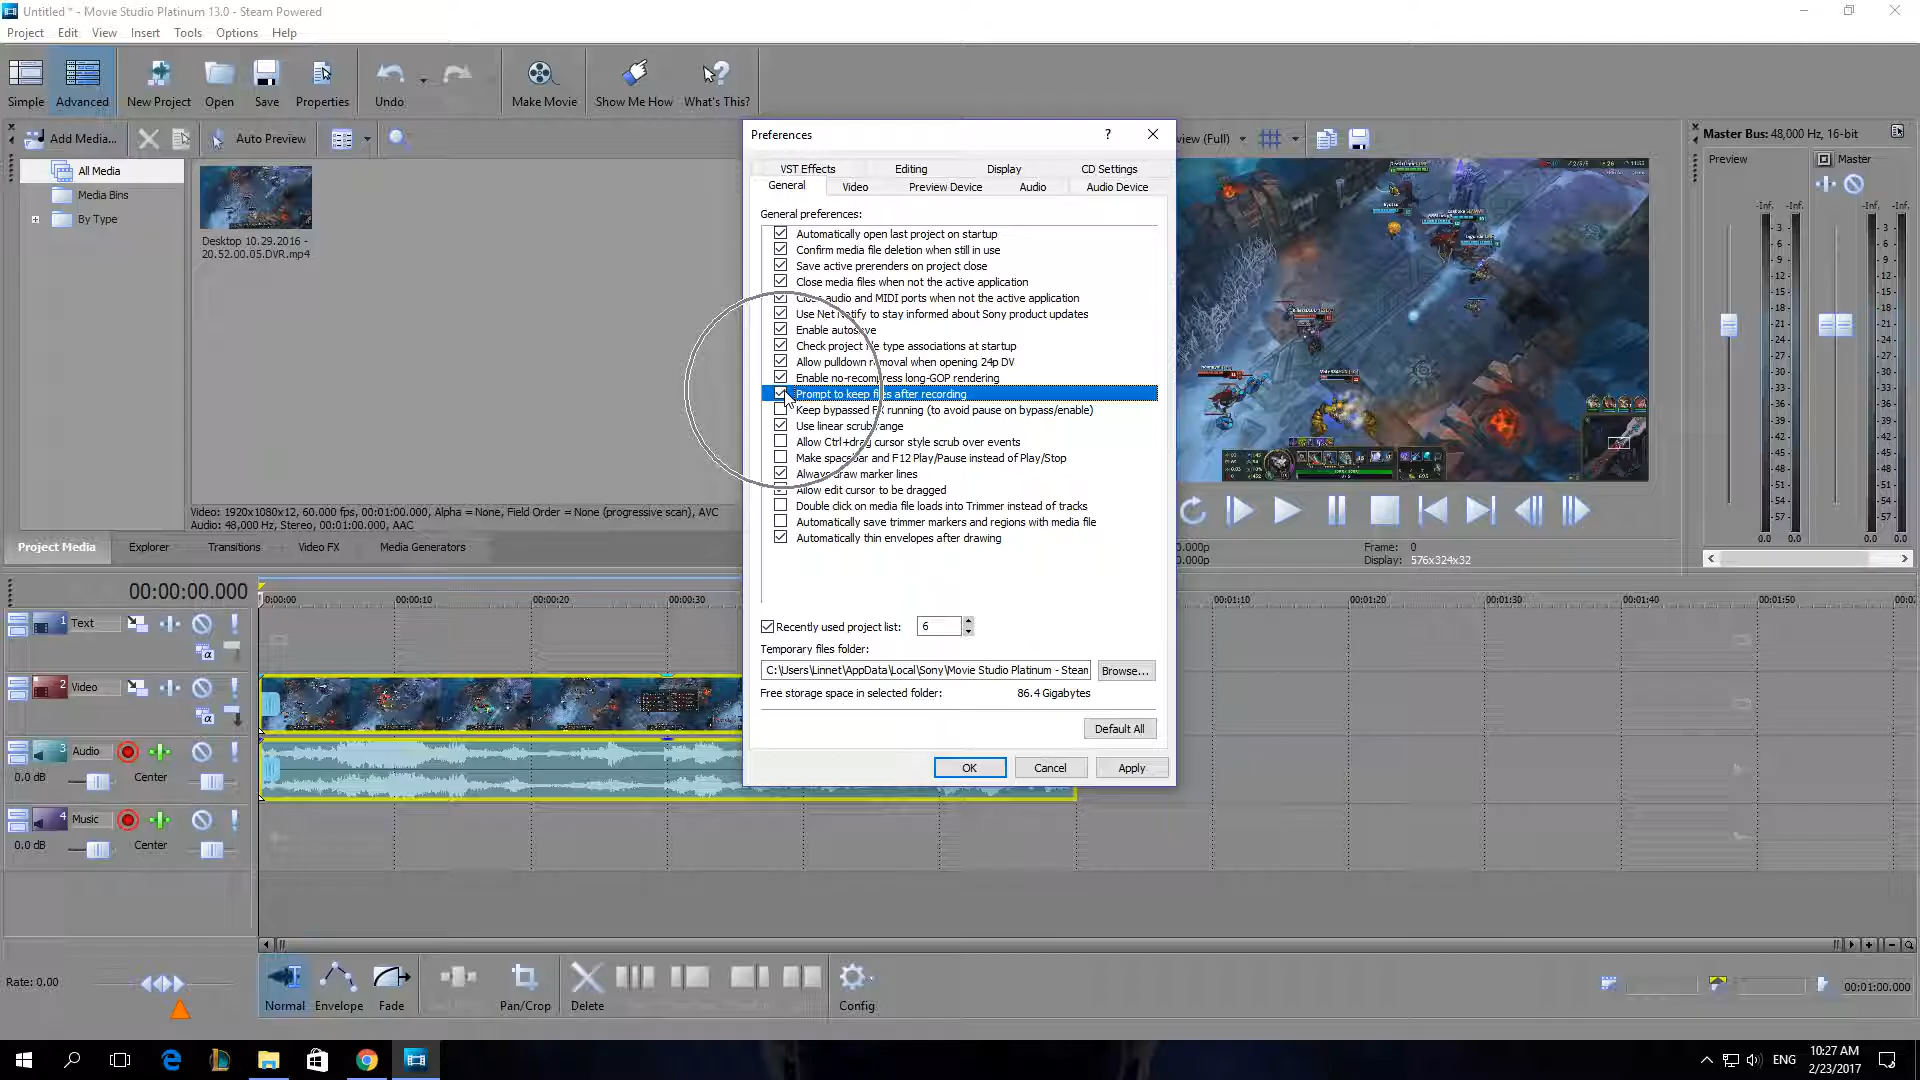 Untitled * - Movie Studio Platinum 13.0 - Steam Powered
Project Edit View Insert Tools Options Help
Simple Advanced New Project Open Save Properties Undo Make Movie Show Me How What's This?
Add Media... Auto Preview
All Media
Media Bins
By Type
Desktop 10.29.2016 -
20.52.00.05.DVR.mp4
Video: 1920x1080x12, 60.000 fps, 00:01:00.000, Alpha = None, Field Order = None (progressive scan), AVC
Audio: 48,000 Hz, Stereo, 00:01:00.000, AAC
Project Media Explorer Transitions Video FX Media Generators
Preferences
?
VST Effects Editing Display CD Settings
General Video Preview Device Audio Audio Device
General preferences:
Automatically open last project on startup
Confirm media file deletion when still in use
Save active prerenders on project close
Close media files when not the active application
Close audio and MIDI ports when not the active application
Use Net Notify to stay informed about Sony product updates
Enable autosave
Check project file type associations at startup
Allow pulldown removal when opening 24p DV
Enable no-recompress long-GOP rendering
Prompt to keep files after recording
Keep bypassed FX running (to avoid pause on bypass/enable)
Use linear scrub range
Allow Ctrl+drag cursor style scrub over events
Make spacebar and F12 Play/Pause instead of Play/Stop
Always draw marker lines
Allow edit cursor to be dragged
Double click on media file loads into Trimmer instead of tracks
Automatically save trimmer markers and regions with media file
Automatically thin envelopes after drawing
Recently used project list: 6
Temporary files folder:
C:\Users\Linnet\AppData\Local\Sony\Movie Studio Platinum - Steam
Browse...
Free storage space in selected folder: 86.4 Gigabytes
Default All
OK Cancel Apply
view (Full)
0.000p
0.000p
Frame: 0
Display: 576x324x32
Master Bus: 48,000 Hz, 16-bit
Preview
Master
-Inf. -Inf. -Inf. -Inf.
3 3
6 6
9 9
12 12
15 15
18 18
21 21
24 24
27 27
30 30
33 33
36 36
39 39
42 42
45 45
48 48
51 51
54 54
57 57
0.0 0.0 0.0 0.0
00:00:00.000
0:00:00 00:00:10 00:00:20 00:00:30 00:01:10 00:01:20 00:01:30 00:01:40 00:01:50 00:0
1 Text
2 Video
3 Audio
0.0 dB Center
4 Music
0.0 dB Center
Rate: 0.00
Normal Envelope Fade Pan/Crop Delete Config
00:01:00.000
ENG
10:27 AM
2/23/2017